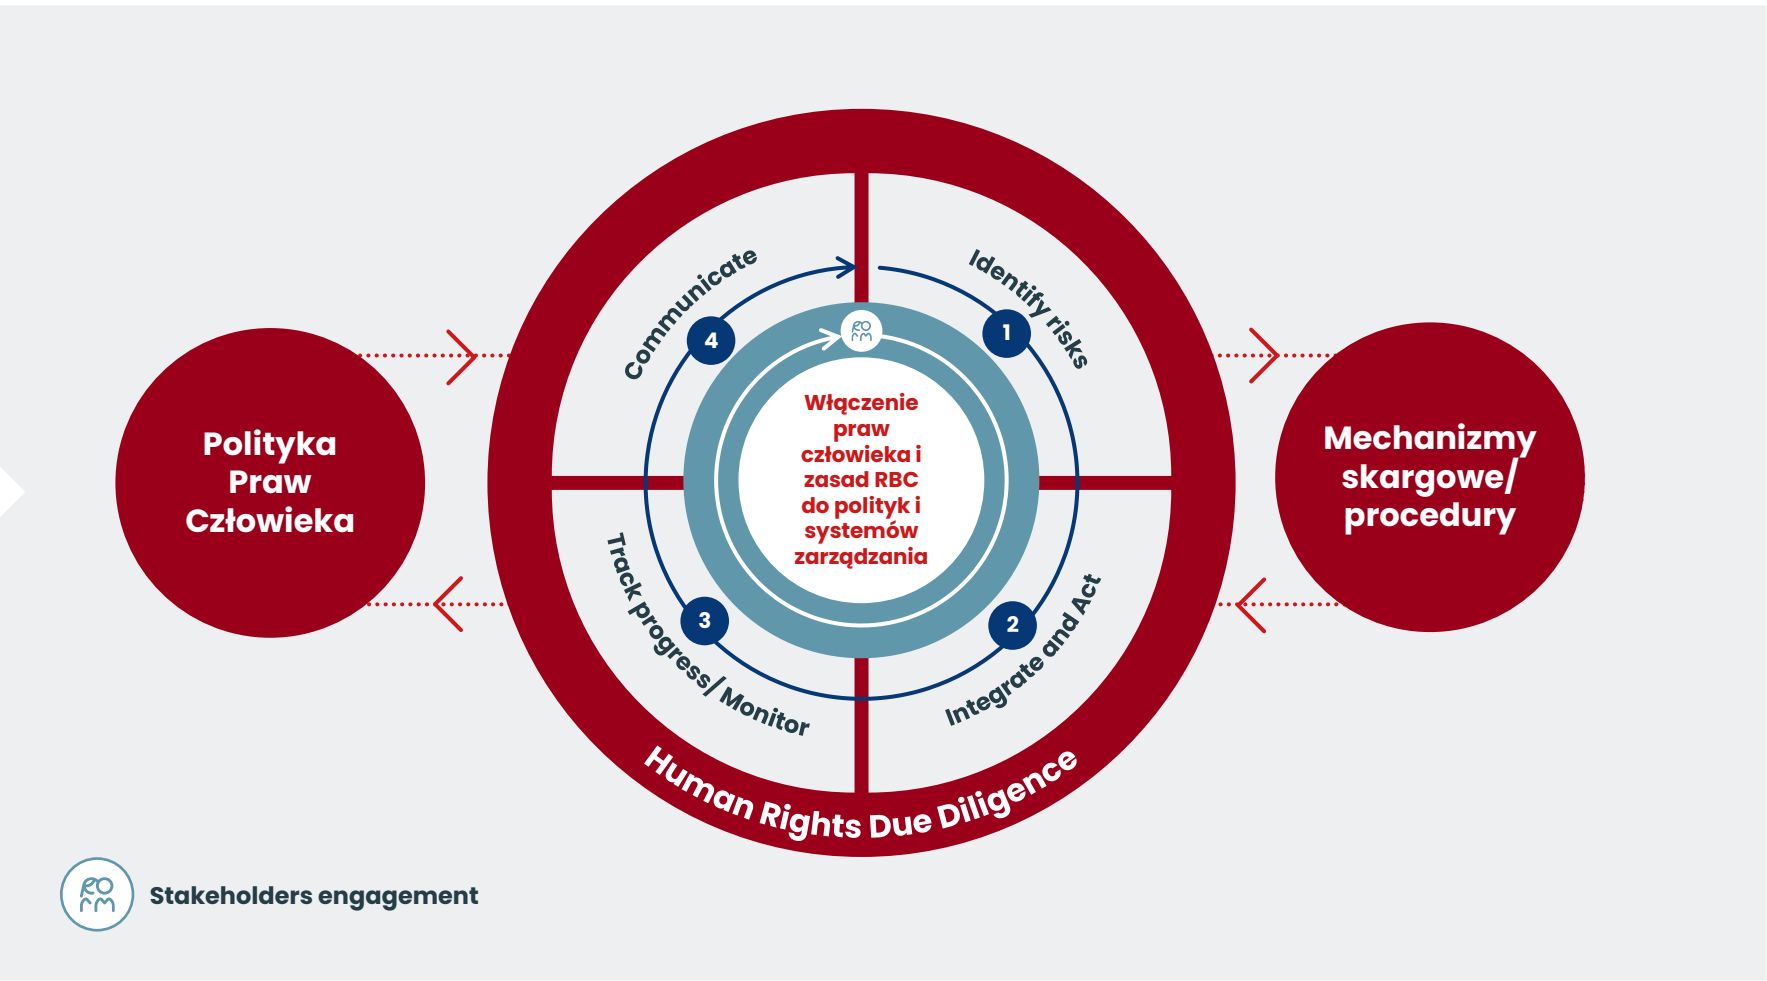 Polityka
Praw
Człowieka
Communicate
4
Identify risks
1
Włączenie
praw
człowieka i
zasad RBC
do polityk i
systemów
zarządzania
Track progress/ Monitor
3
Integrate and Act
2
Human Rights Due Diligence
Mechanizmy
skargowe/
procedury
Stakeholders engagement